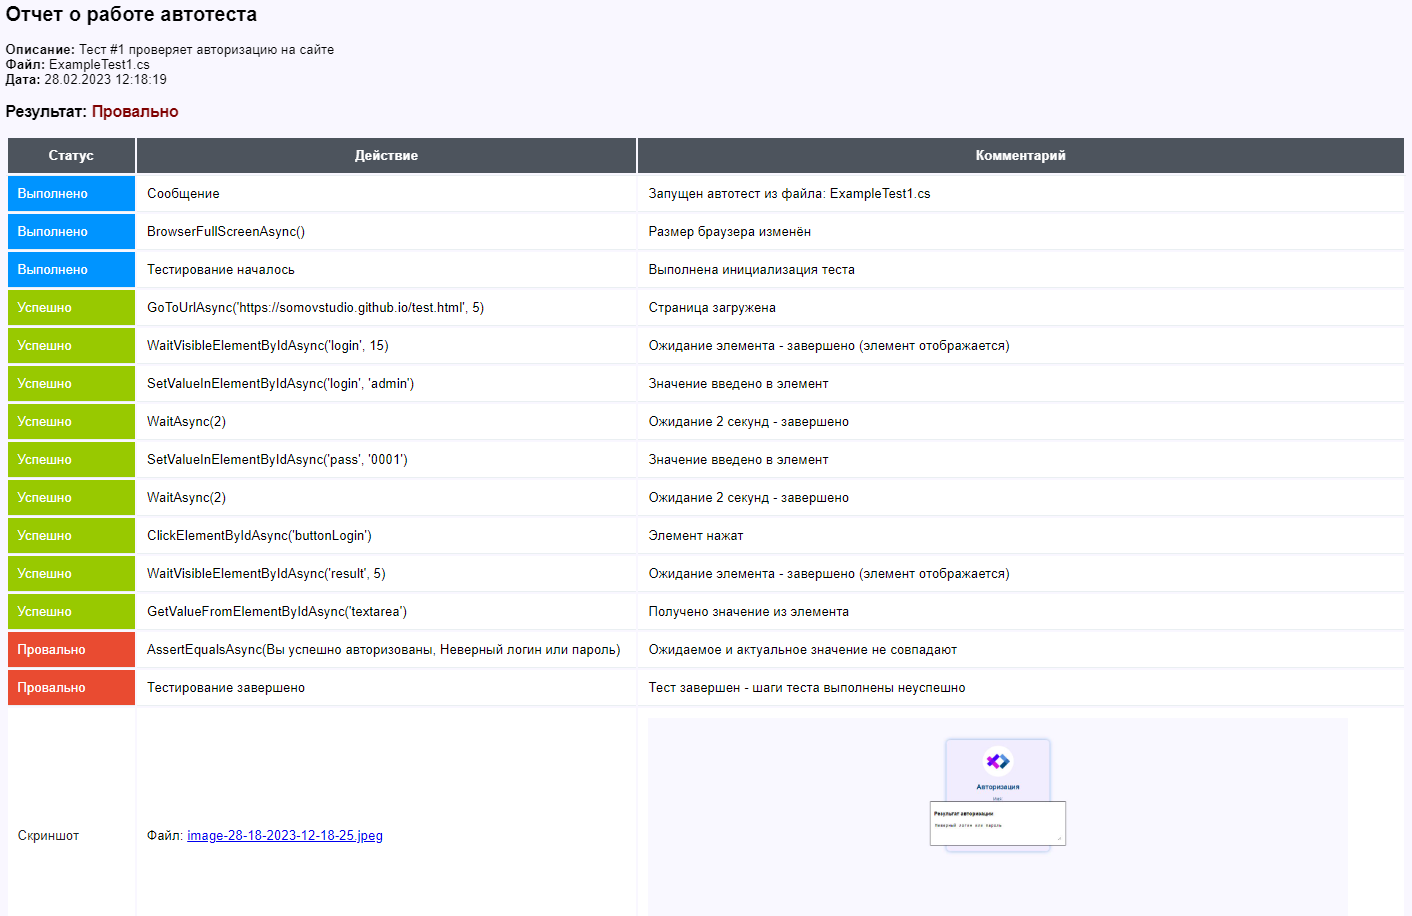 Отчет о работе автотеста
Описание: Тест #1 проверяет авторизацию на сайте
Файл: ExampleTest1.cs
Дата: 28.02.2023 12:18:19
Результат: Провально
Статус Действие Комментарий
Выполнено Сообщение Запущен автотест из файла: ExampleTest1.cs
Выполнено BrowserFullScreenAsync() Размер браузера изменён
Выполнено Тестирование началось Выполнена инициализация теста
Успешно GoToUrlAsync('https://somovstudio.github.io/test.html', 5) Страница загружена
Успешно WaitVisibleElementByIdAsync('login', 15) Ожидание элемента - завершено (элемент отображается)
Успешно SetValueInElementByIdAsync('login', 'admin') Значение введено в элемент
Успешно WaitAsync(2) Ожидание 2 секунд - завершено
Успешно SetValueInElementByIdAsync('pass', '0001') Значение введено в элемент
Успешно WaitAsync(2) Ожидание 2 секунд - завершено
Успешно ClickElementByIdAsync('buttonLogin') Элемент нажат
Успешно WaitVisibleElementByIdAsync('result', 5) Ожидание элемента - завершено (элемент отображается)
Успешно GetValueFromElementByIdAsync('textarea') Получено значение из элемента
Провально AssertEqualsAsync(Вы успешно авторизованы, Неверный логин или пароль) Ожидаемое и актуальное значение не совпадают
Провально Тестирование завершено Тест завершен - шаги теста выполнены неуспешно
Авторизация
Результат авторизации
Неверный логин или пароль
Скриншот Файл: image-28-18-2023-12-18-25.jpeg